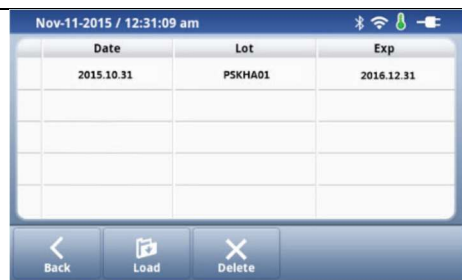 Nov-11-2015 / 12:31:09 am
Date Lot Exp
2015.10.31 PSKHA01 2016.12.31
Back Load Delete